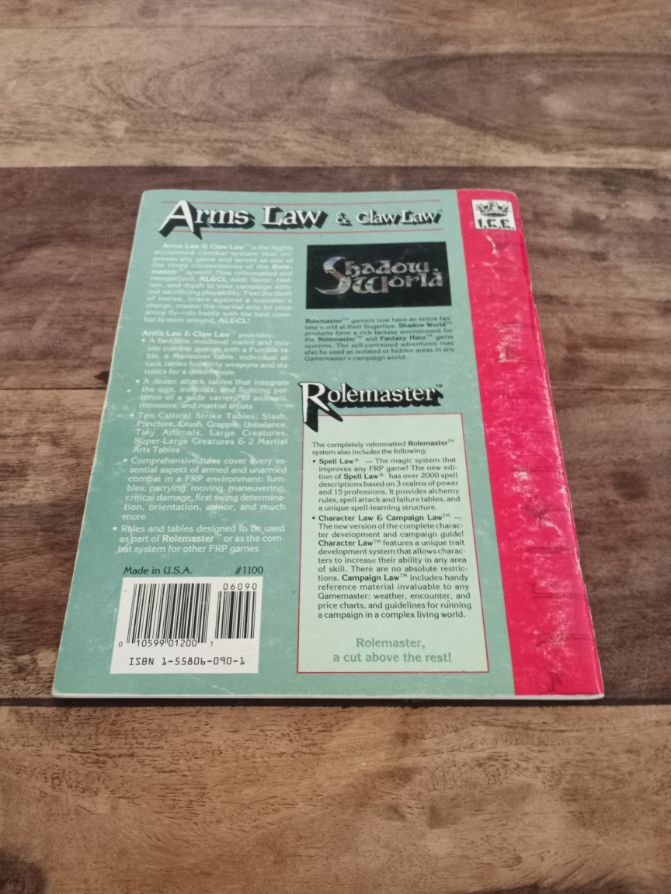 Arms Law & Claw Law
I.C.E.
Arms Law & Claw Law™ is the highly
acclaimed combat system that im-
proves any game and serves as one of
the three cornerstones of the Role-
master™ system. Now reformatted and
reorganized, AL&CL adds flavor, real-
ism, and depth to your campaign with-
out sacrificing playability. Feel the heat
of melee, brace against a monster's
charge, master the martial arts, let your
arrow fly—do battle with the best com-
bat system around, AL&CL!
Arms Law & Claw Law™ provides:
• A fantastic medieval melee and mis-
sile combat system with a Fumble ta-
ble, a Maneuver table, individual at-
tack tables for thirty weapons and sta-
tistics for a dozen more
• A dozen attack tables that integrate
the size, instincts, and fighting pat-
terns of a wide variety of animals,
monsters, and martial artists
• Ten Critical Strike Tables: Slash,
Puncture, Crush, Grapple, Unbalance,
Tiny Animals, Large Creatures,
Super-Large Creatures & 2 Martial
Arts Tables
• Comprehensive rules cover every es-
sential aspect of armed and unarmed
combat in a FRP environment: fum-
bles, parrying, moving, maneuvering,
critical damage, first swing determina-
tion, orientation, armor, and much
more
• Rules and tables designed to be used
as part of Rolemaster™ or as the com-
bat system for other FRP games
Made in U.S.A. #1100
06090
0 10599 01200 1
ISBN 1-55806-090-1
Shadow World
Rolemaster™ gamers now have an entire fan-
tasy world at their fingertips. Shadow World™
products form a rich fantasy environment for
the Rolemaster™ and Fantasy Hero™ game
systems. The self-contained adventures may
also be used as isolated or hidden areas in any
Gamemaster's campaign world.
Rolemaster™
The completely reformatted Rolemaster™
system also includes the following:
• Spell Law® — The magic system that
improves any FRP game! The new edi-
tion of Spell Law® has over 2000 spell
descriptions based on 3 realms of power
and 15 professions. It provides alchemy
rules, spell attack and failure tables, and
a unique spell-learning structure.
• Character Law & Campaign Law™ —
The new version of the complete charac-
ter development and campaign guide!
Character Law™ features a unique trait
development system that allows charac-
ters to increase their ability in any area
of skill. There are no absolute restric-
tions. Campaign Law™ includes handy
reference material invaluable to any
Gamemaster: weather, encounter, and
price charts, and guidelines for running
a campaign in a complex living world.
Rolemaster,
a cut above the rest!